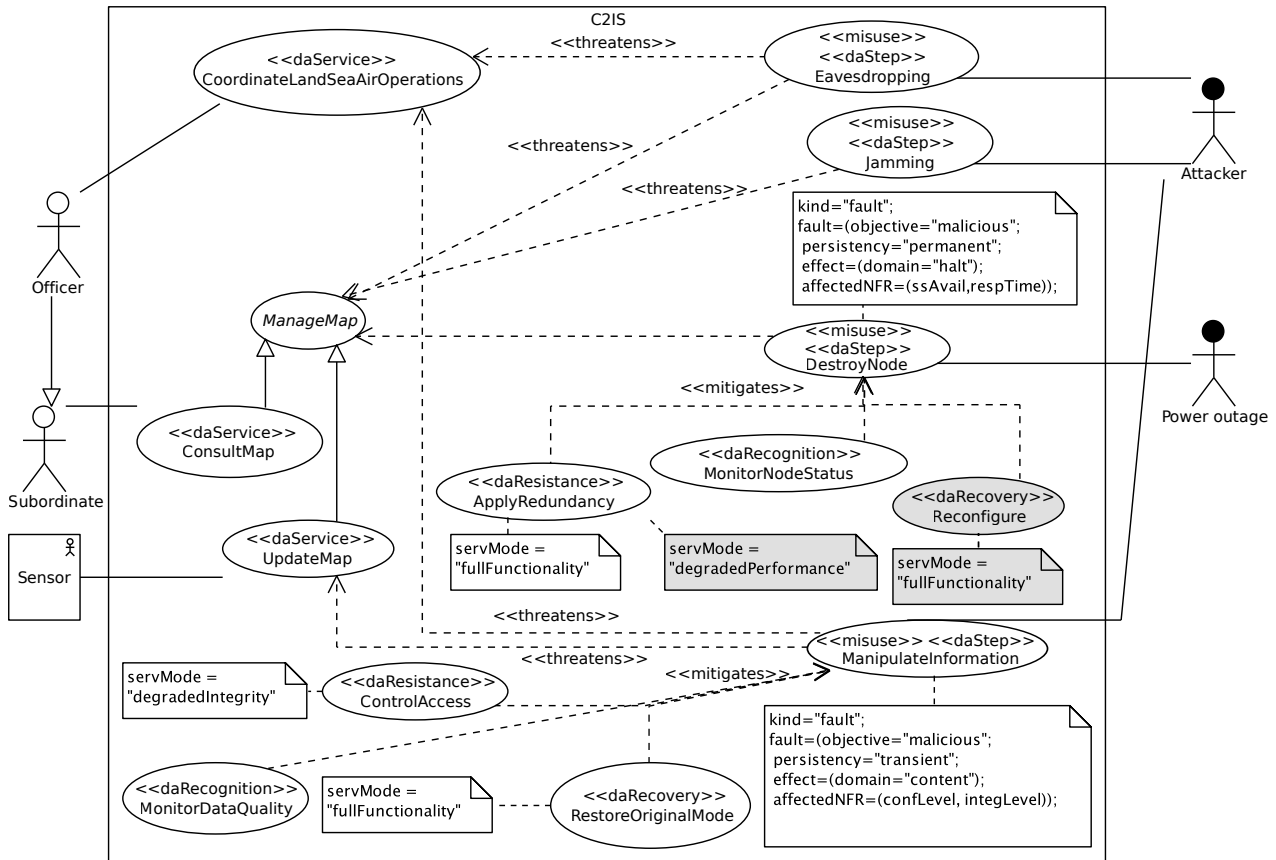 C2IS
<<daService>>
CoordinateLandSeaAirOperations
<<threatens>>
<<misuse>>
<<daStep>>
Eavesdropping
<<misuse>>
<<daStep>>
Jamming
Attacker
<<threatens>>
<<threatens>>
kind="fault";
fault=(objective="malicious";
persistency="permanent";
effect=(domain="halt");
affectedNFR=(ssAvail,respTime));
Officer
ManageMap
<<misuse>>
<<daStep>>
DestroyNode
Power outage
<<mitigates>>
<<daService>>
ConsultMap
Subordinate
<<daRecognition>>
MonitorNodeStatus
<<daResistance>>
ApplyRedundancy
<<daRecovery>>
Reconfigure
servMode =
"fullFunctionality"
servMode =
"degradedPerformance"
servMode =
"fullFunctionality"
<<daService>>
UpdateMap
Sensor
<<threatens>>
<<threatens>>
<<misuse>> <<daStep>>
ManipulateInformation
<<mitigates>>
servMode =
"degradedIntegrity"
<<daResistance>>
ControlAccess
kind="fault";
fault=(objective="malicious";
persistency="transient";
effect=(domain="content");
affectedNFR=(confLevel, integLevel));
<<daRecognition>>
MonitorDataQuality
servMode =
"fullFunctionality"
<<daRecovery>>
RestoreOriginalMode